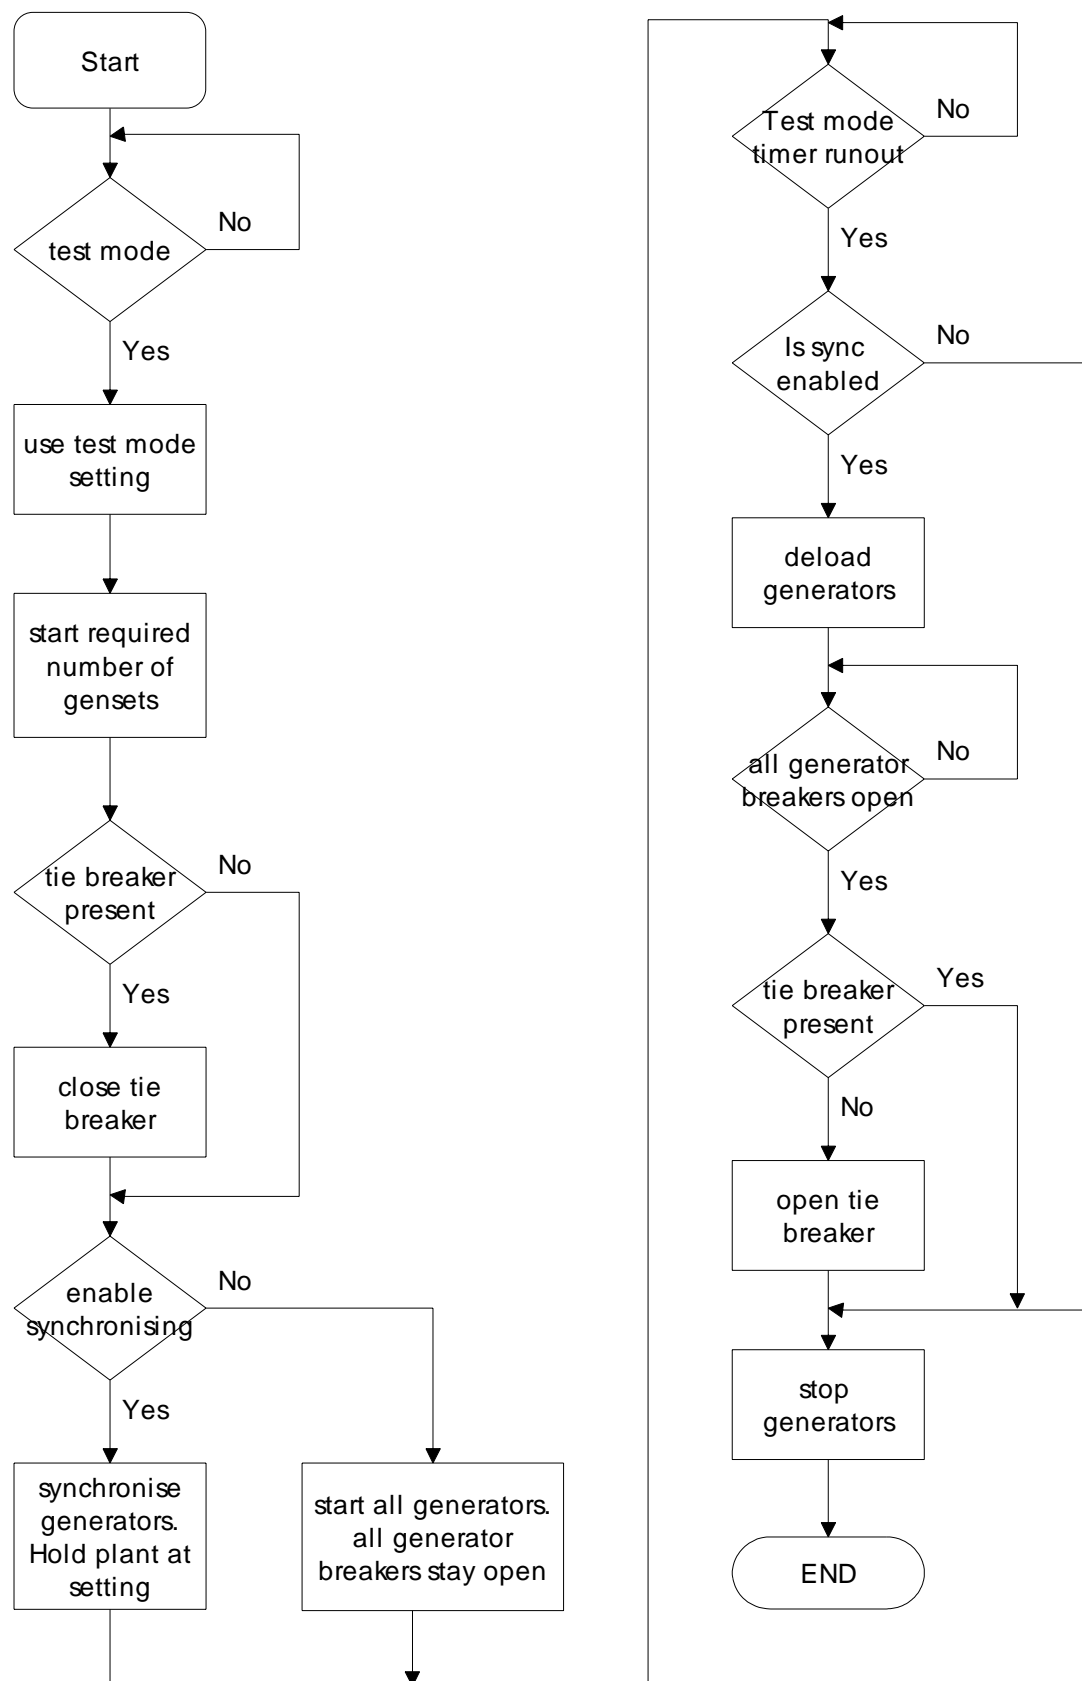 Start
test mode
No
Yes
use test mode
setting
start required
number of
gensets
tie breaker
present
No
Yes
close tie
breaker
enable
synchronising
No
Yes
synchronise
generators.
Hold plant at
setting
start all generators.
all generator
breakers stay open
Test mode
timer runout
No
Yes
Is sync
enabled
No
Yes
deload
generators
all generator
breakers open
No
Yes
tie breaker
present
Yes
No
open tie
breaker
stop
generators
END